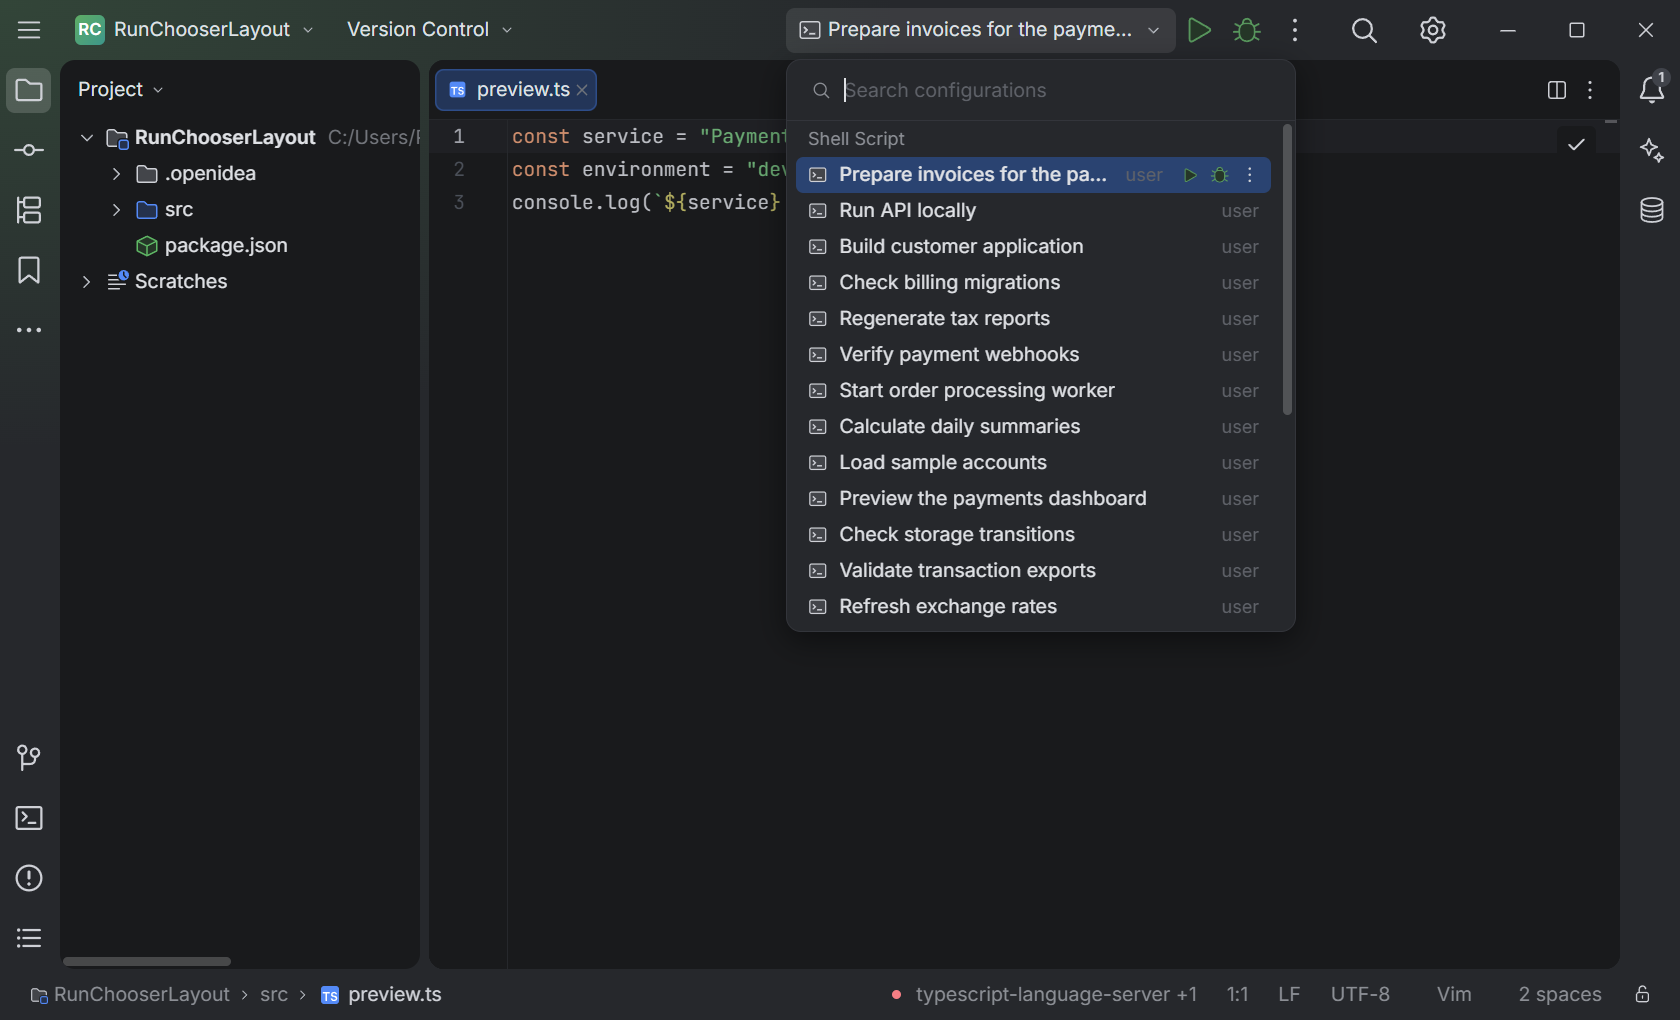 RC RunChooserLayout Version Control Prepare invoices for the payme...
Project
preview.ts
Search configurations
1
RunChooserLayout C:/Users/
.openidea
src
package.json
Scratches
1 const service = "Payment
2 const environment = "dev
3 console.log(`${service}
Shell Script
Prepare invoices for the pa... user
Run API locally user
Build customer application user
Check billing migrations user
Regenerate tax reports user
Verify payment webhooks user
Start order processing worker user
Calculate daily summaries user
Load sample accounts user
Preview the payments dashboard user
Check storage transitions user
Validate transaction exports user
Refresh exchange rates user
RunChooserLayout › src › TS preview.ts typescript-language-server +1 1:1 LF UTF-8 Vim 2 spaces